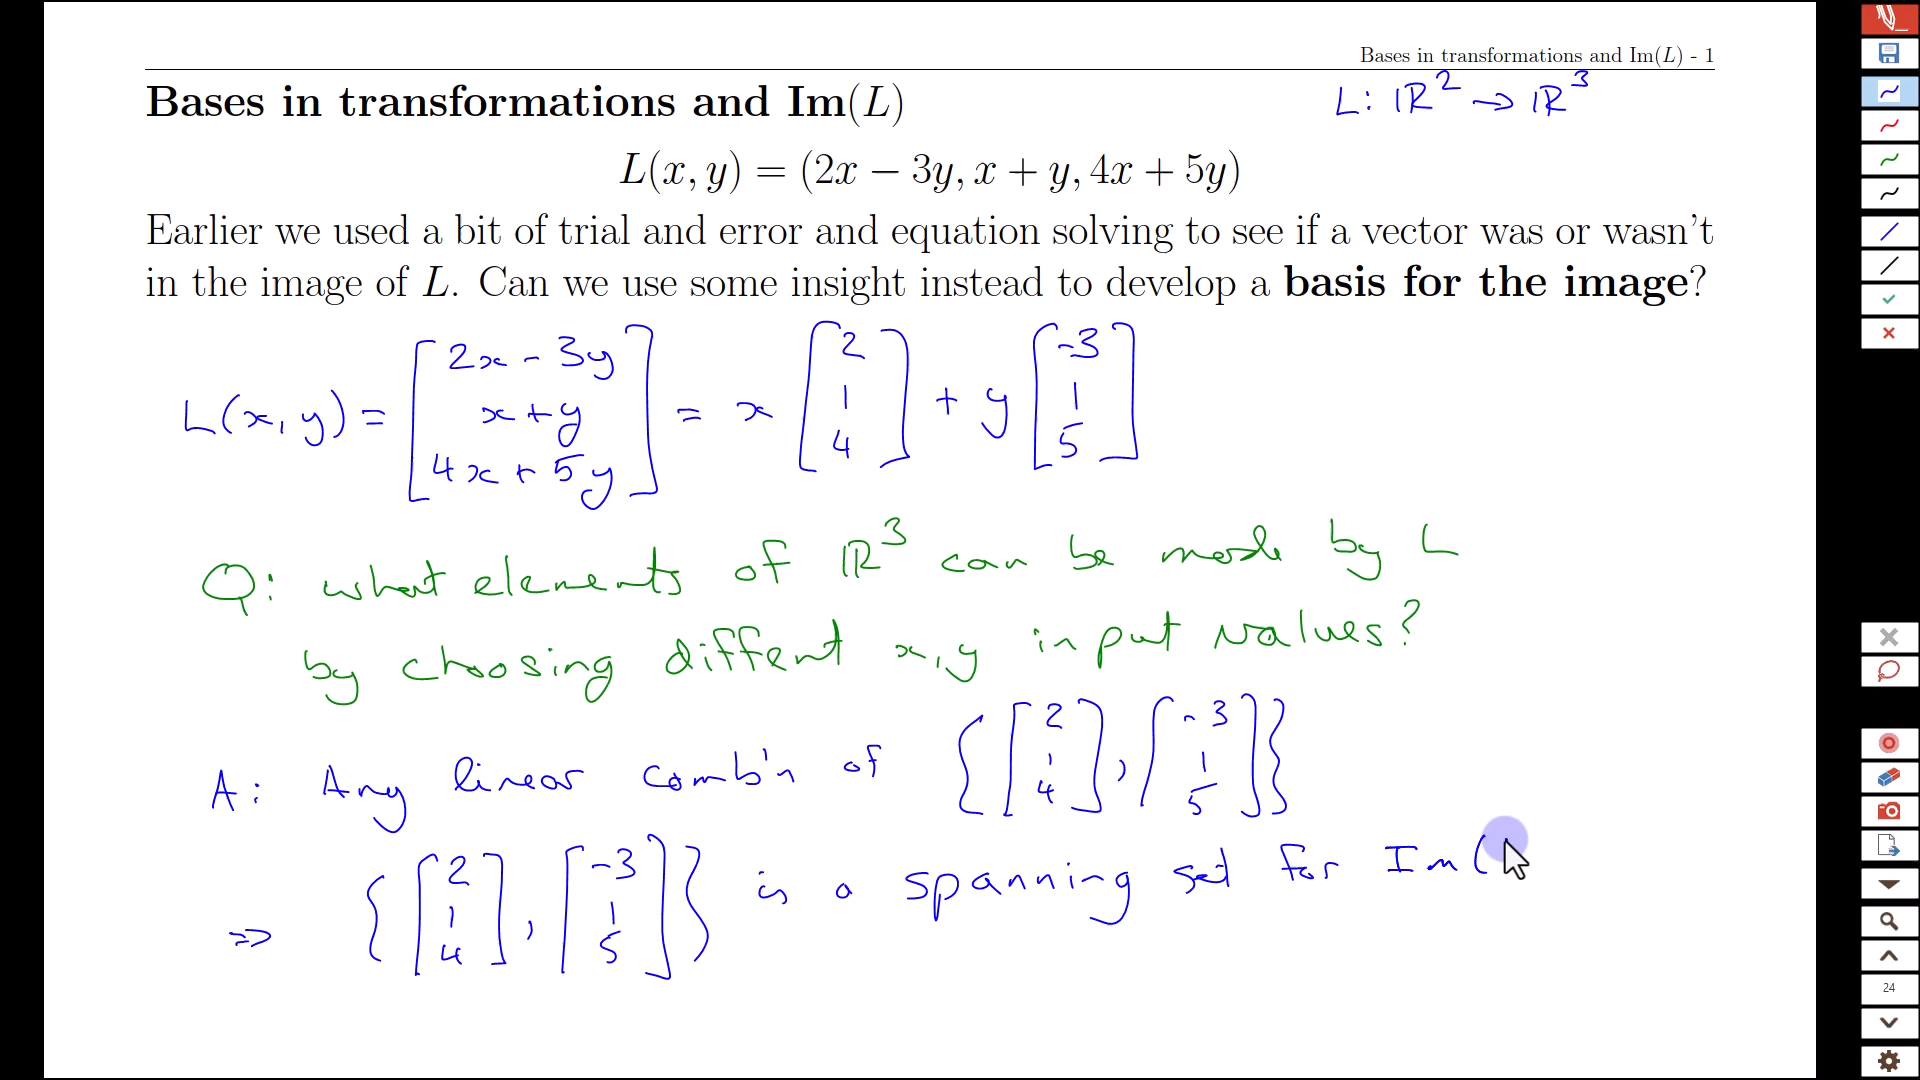 Bases in transformations and Im(L) - 1
Bases in transformations and Im(L)
L: ℝ² → ℝ³
L(x, y) = (2x − 3y, x + y, 4x + 5y)
Earlier we used a bit of trial and error and equation solving to see if a vector was or wasn't
in the image of L. Can we use some insight instead to develop a basis for the image?
L(x, y) = [2x - 3y; x + y; 4x + 5y] = x [2; 1; 4] + y [-3; 1; 5]
Q: what elements of ℝ³ can be made by L
by choosing different x, y input values?
A: Any linear comb'n of {[2; 1; 4], [-3; 1; 5]}
⇒ {[2; 1; 4], [-3; 1; 5]} is a spanning set for Im(
24